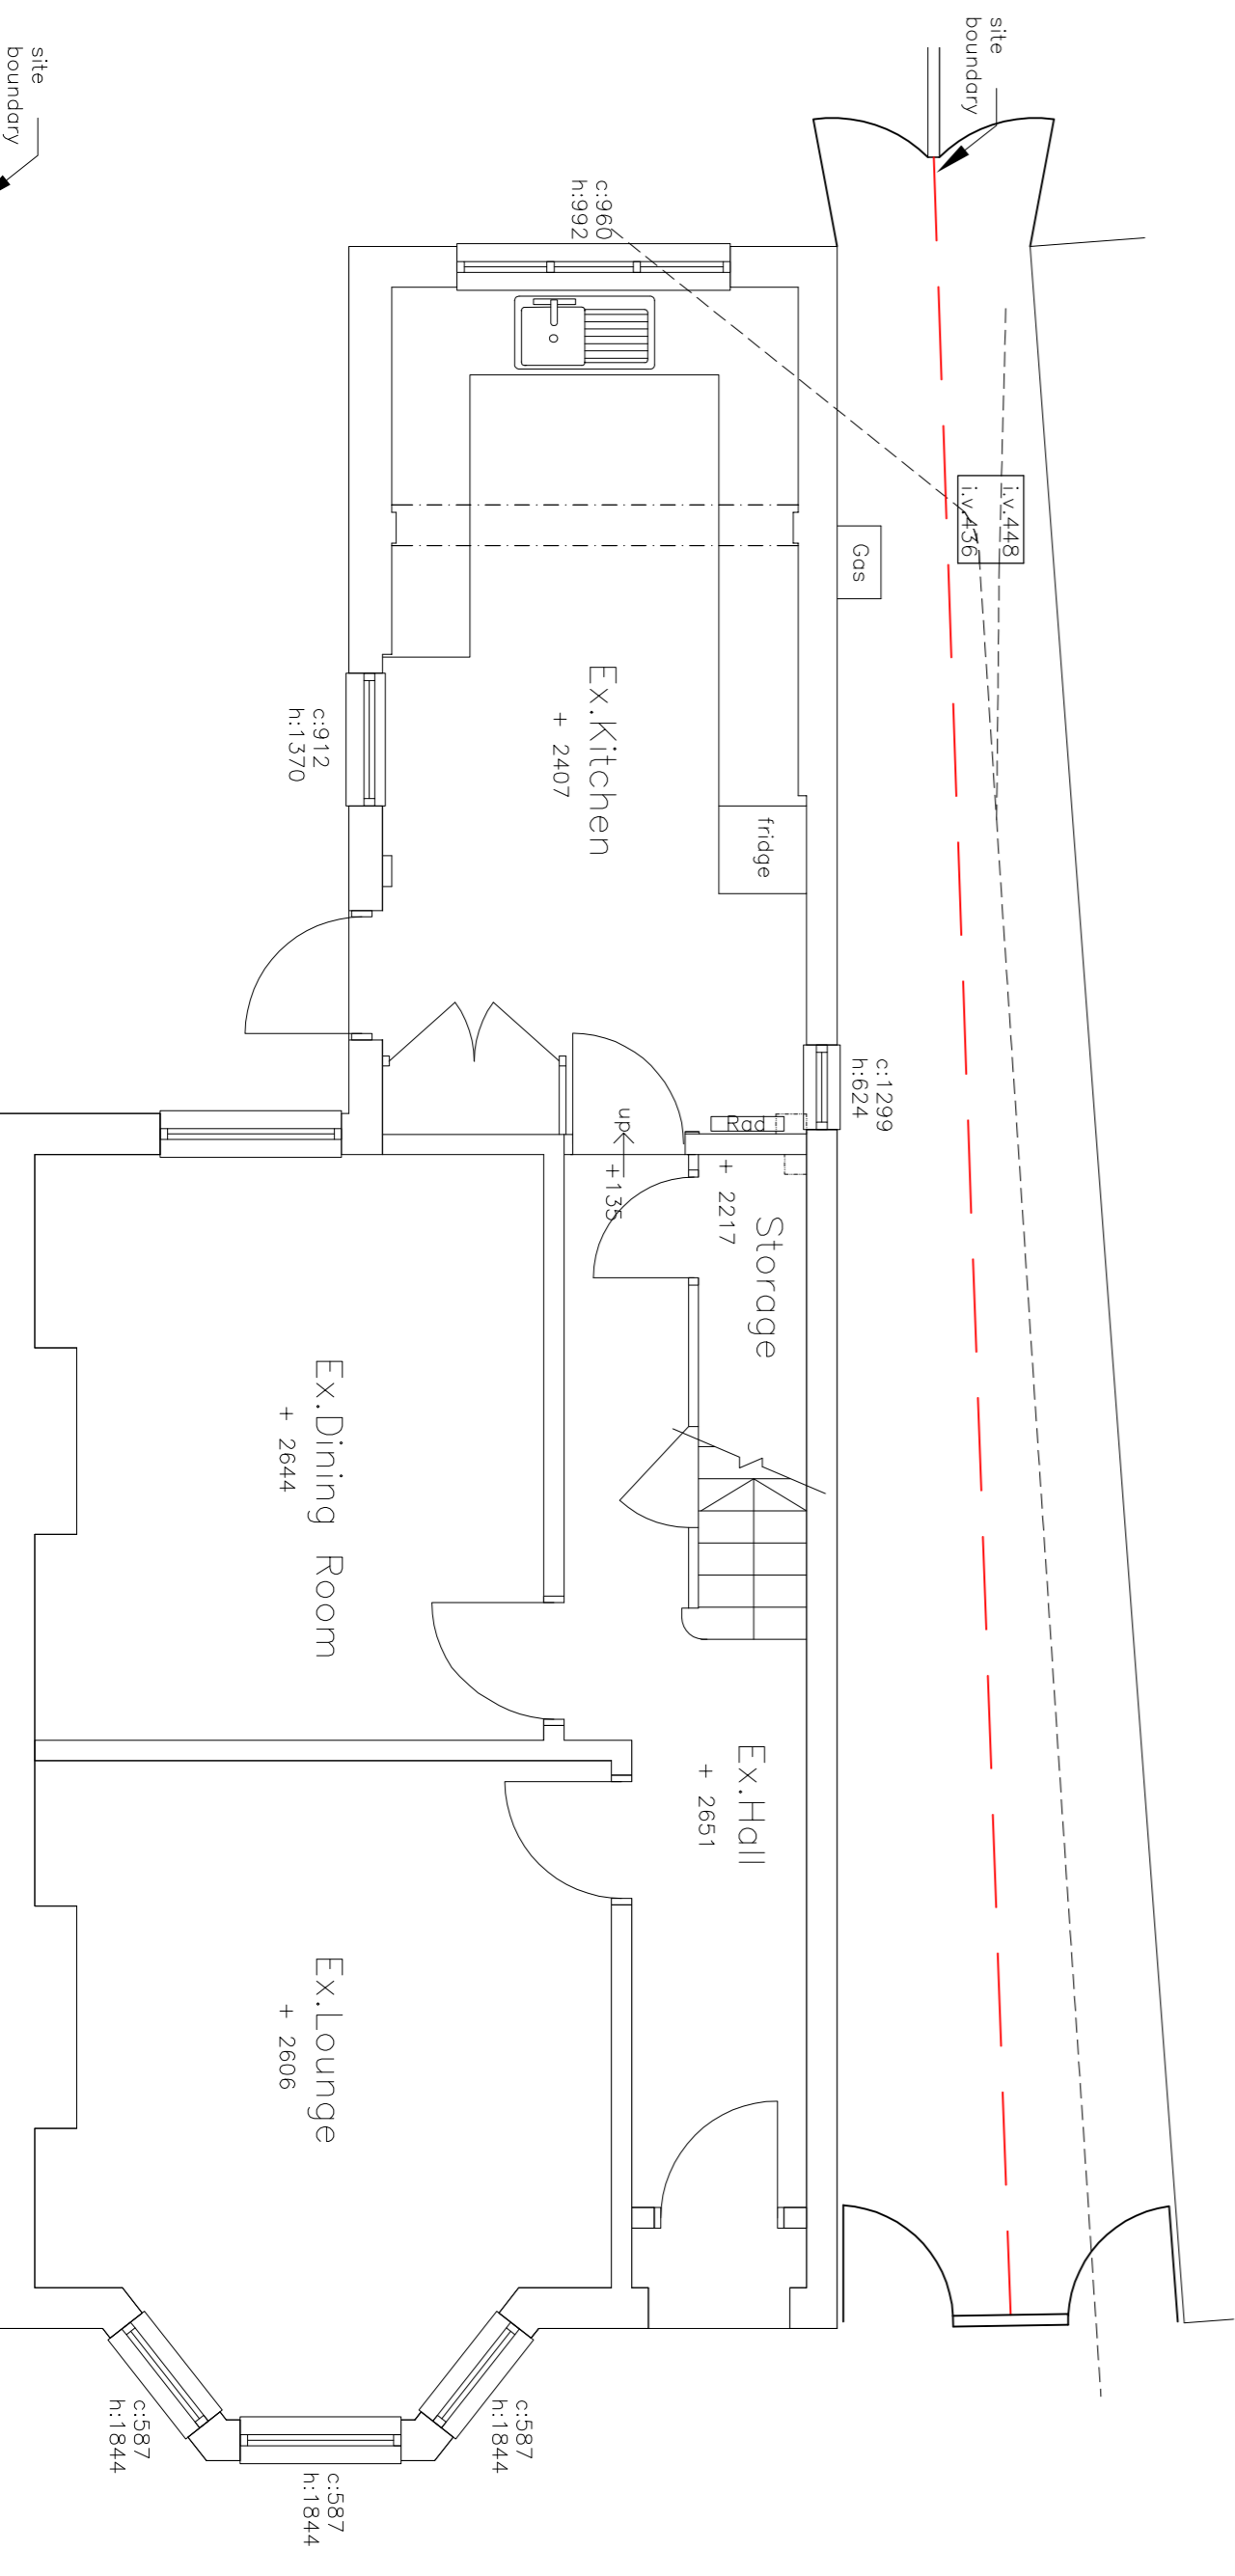 site
boundary
site
boundary
c:960
h:992
i.v.448
i.v.436
Gas
Ex.Kitchen
+ 2407
c:912
h:1370
fridge
c:1299
h:624
Rad
up
+135
+ 2217
Storage
Ex.Dining Room
+ 2644
Ex.Hall
+ 2651
Ex.Lounge
+ 2606
c:587
h:1844
c:587
h:1844
c:587
h:1844